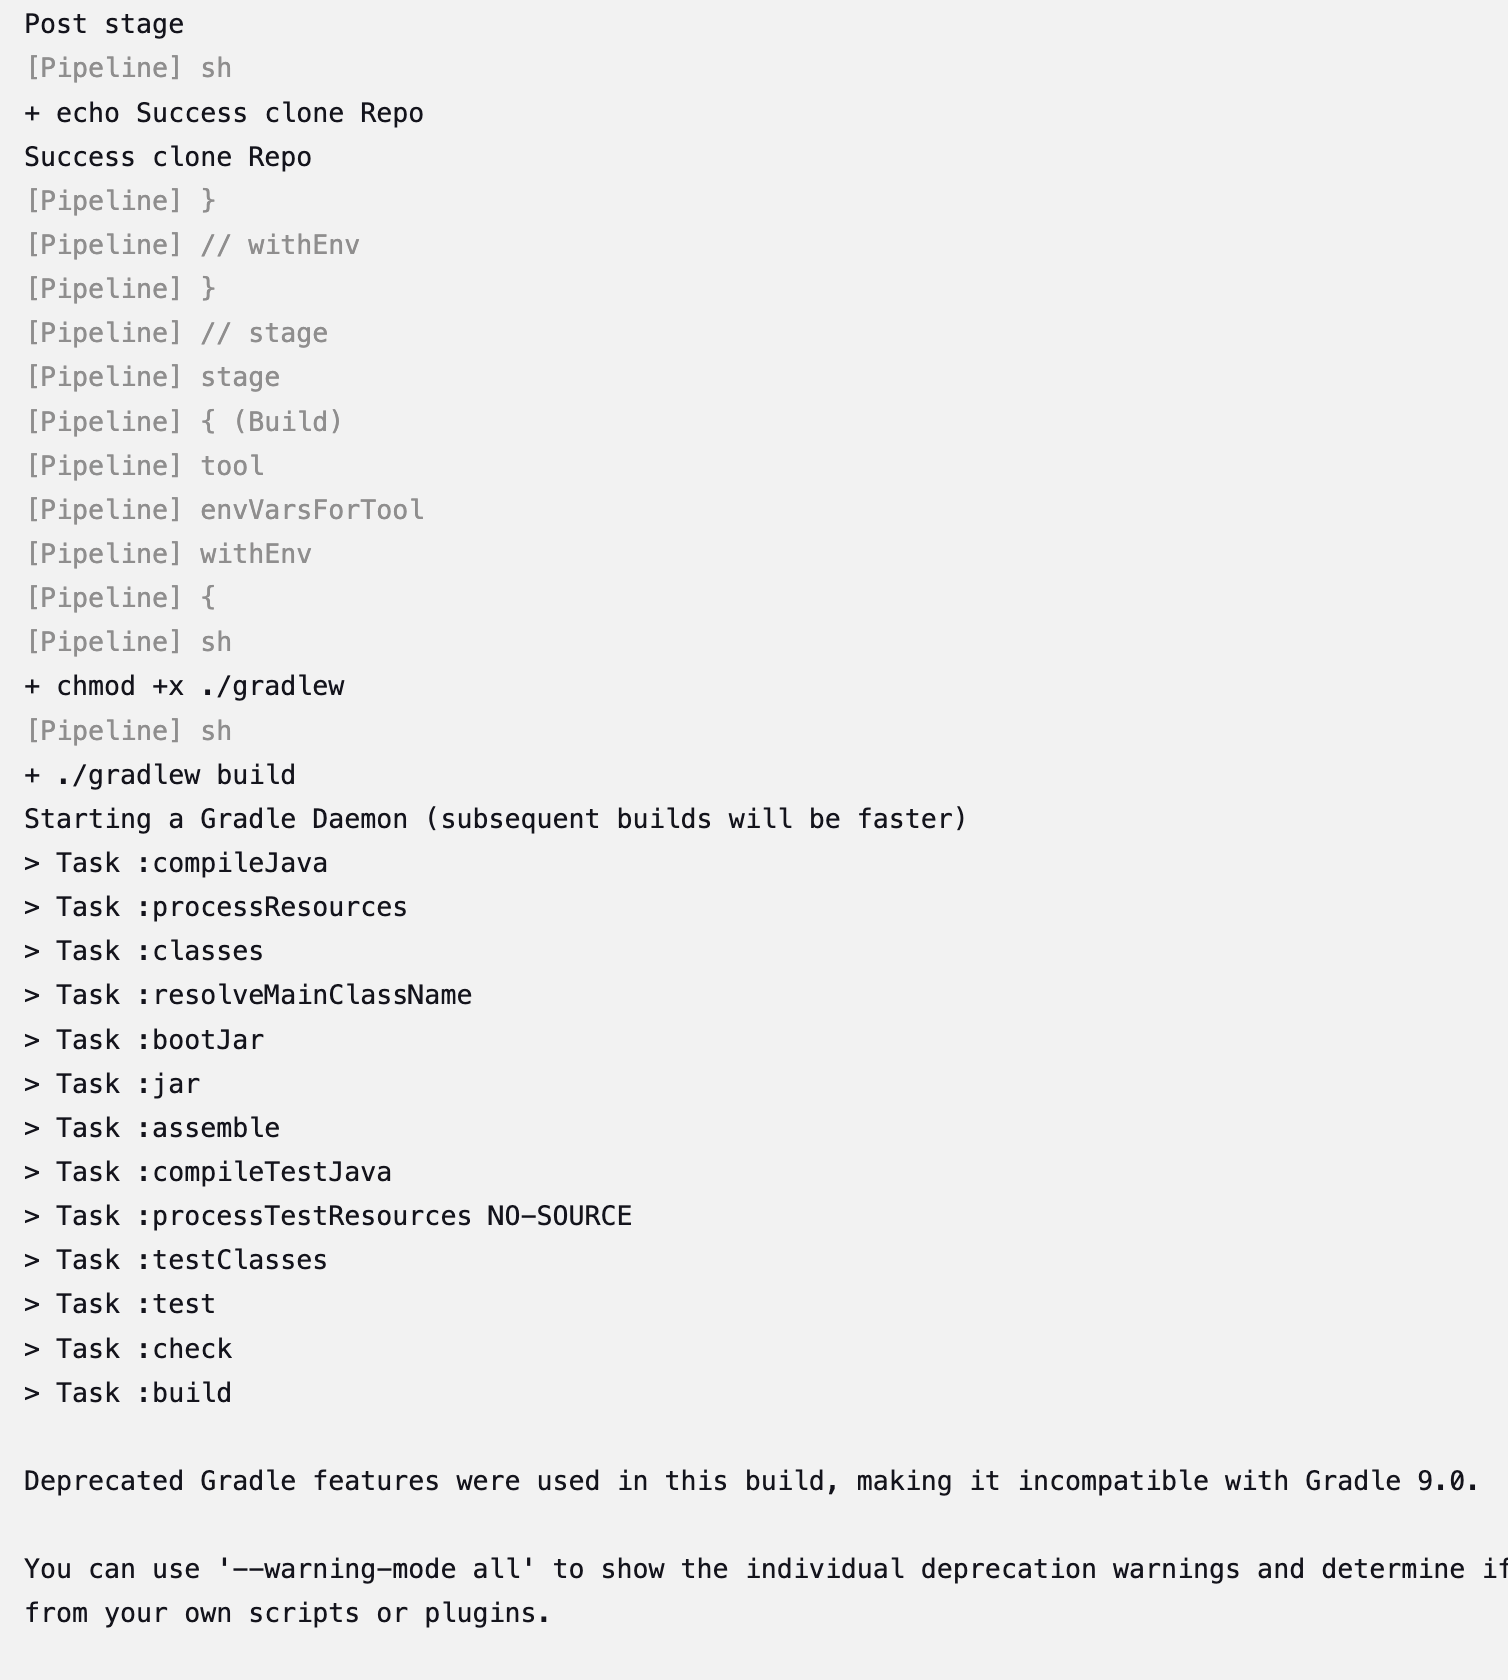 Post stage
[Pipeline] sh
+ echo Success clone Repo
Success clone Repo
[Pipeline] }
[Pipeline] // withEnv
[Pipeline] }
[Pipeline] // stage
[Pipeline] stage
[Pipeline] { (Build)
[Pipeline] tool
[Pipeline] envVarsForTool
[Pipeline] withEnv
[Pipeline] {
[Pipeline] sh
+ chmod +x ./gradlew
[Pipeline] sh
+ ./gradlew build
Starting a Gradle Daemon (subsequent builds will be faster)
> Task :compileJava
> Task :processResources
> Task :classes
> Task :resolveMainClassName
> Task :bootJar
> Task :jar
> Task :assemble
> Task :compileTestJava
> Task :processTestResources NO-SOURCE
> Task :testClasses
> Task :test
> Task :check
> Task :build
Deprecated Gradle features were used in this build, making it incompatible with Gradle 9.0.
You can use '--warning-mode all' to show the individual deprecation warnings and determine if
from your own scripts or plugins.